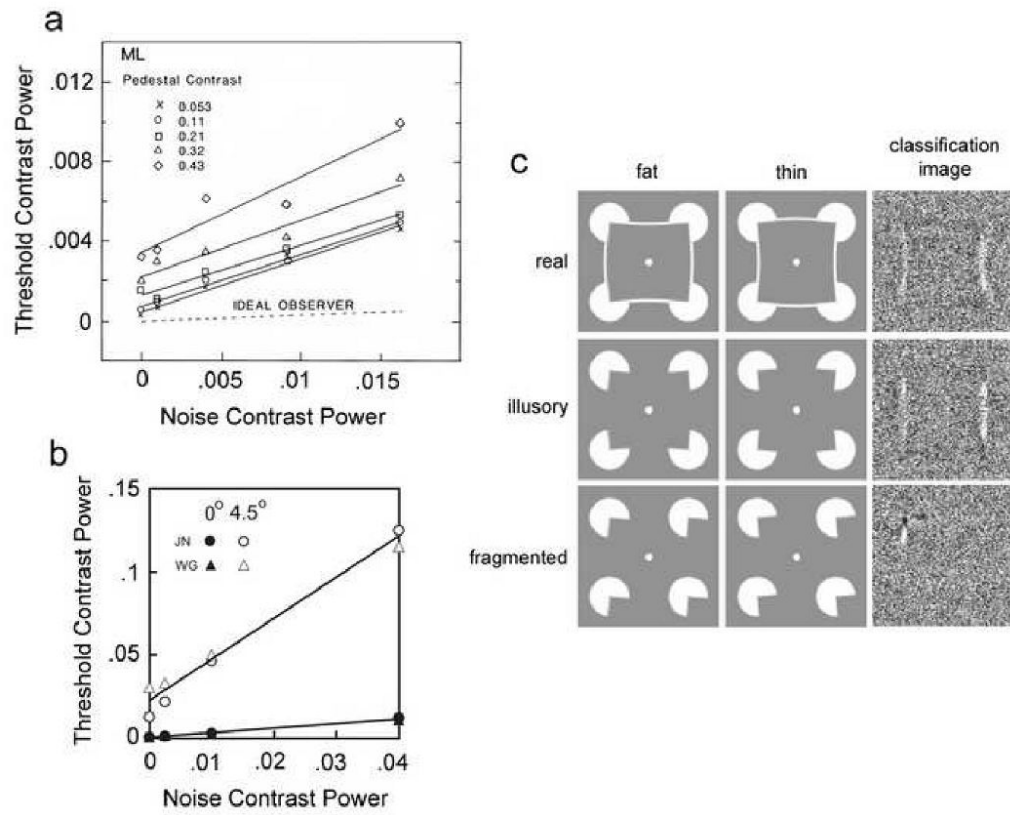 a
ML
Pedestal Contrast
x 0.053
○ 0.11
□ 0.21
△ 0.32
◇ 0.43
IDEAL OBSERVER
Threshold Contrast Power
.012
.008
.004
0
0 .005 .01 .015
Noise Contrast Power
b
0° 4.5°
JN ● ○
WG ▲ △
Threshold Contrast Power
.15
.1
.05
0
0 .01 .02 .03 .04
Noise Contrast Power
c
fat thin classification
image
real
illusory
fragmented